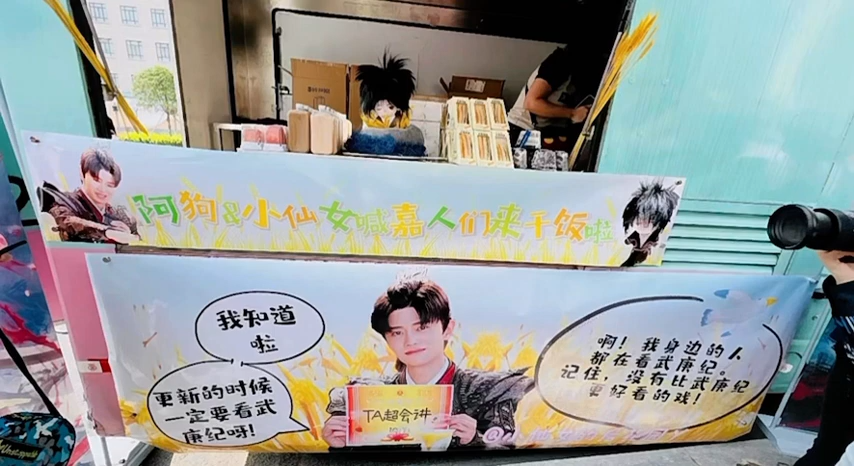 阿狗&小仙女喊嘉人们来干饭啦
我知道
啦
更新的时候
一定要看武
庚纪呀!
TA超会讲
啊!我身边的人
都在看武庚纪。
记住,没有比武庚纪
更好看的戏!